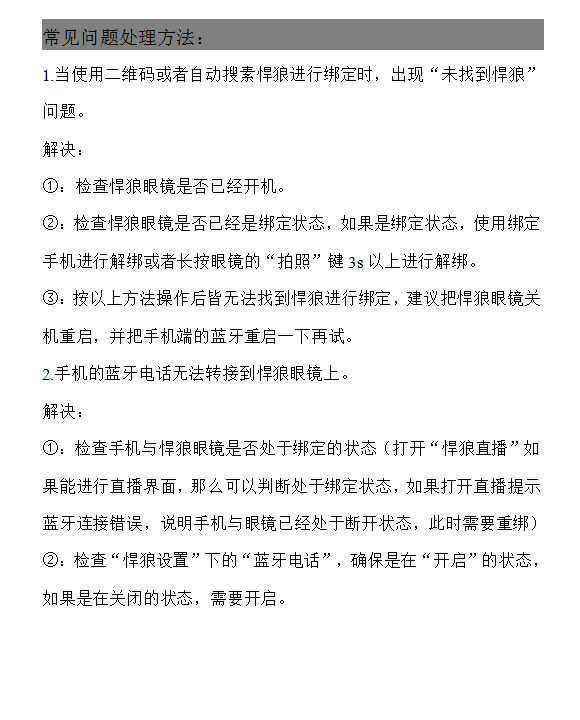 常见问题处理方法：
1.当使用二维码或者自动搜素悍狼进行绑定时，出现“未找到悍狼”
问题。
解决：
①：检查悍狼眼镜是否已经开机。
②：检查悍狼眼镜是否已经是绑定状态，如果是绑定状态，使用绑定
手机进行解绑或者长按眼镜的“拍照”键 3s 以上进行解绑。
③：按以上方法操作后皆无法找到悍狼进行绑定，建议把悍狼眼镜关
机重启，并把手机端的蓝牙重启一下再试。
2.手机的蓝牙电话无法转接到悍狼眼镜上。
解决：
①：检查手机与悍狼眼镜是否处于绑定的状态（打开“悍狼直播”如
果能进行直播界面，那么可以判断处于绑定状态，如果打开直播提示
蓝牙连接错误，说明手机与眼镜已经处于断开状态，此时需要重绑）
②：检查“悍狼设置”下的“蓝牙电话”，确保是在“开启”的状态，
如果是在关闭的状态，需要开启。